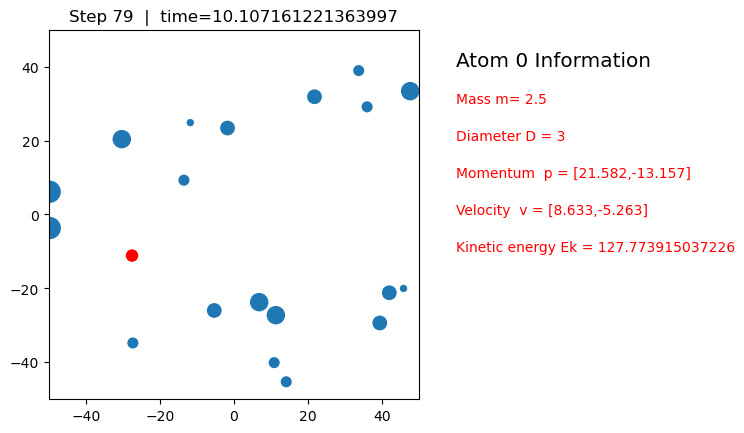 Step 79 | time=10.107161221363997
Atom 0 Information
Mass m= 2.5
Diameter D = 3
Momentum p = [21.582,-13.157]
Velocity v = [8.633,-5.263]
Kinetic energy Ek = 127.773915037226
40
20
0
−20
−40
−40 −20 0 20 40